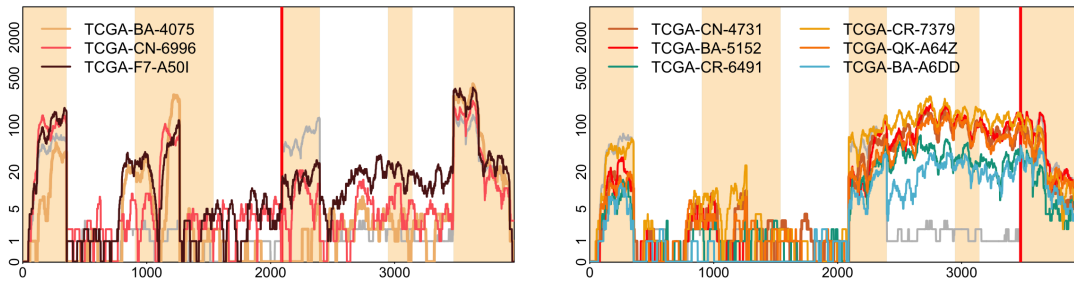 TCGA-BA-4075
TCGA-CN-6996
TCGA-F7-A50I
0 1 5 20 100 500 2000
0 1000 2000 3000
TCGA-CN-4731 TCGA-CR-7379
TCGA-BA-5152 TCGA-QK-A64Z
TCGA-CR-6491 TCGA-BA-A6DD
0 1 5 20 100 500 2000
0 1000 2000 3000